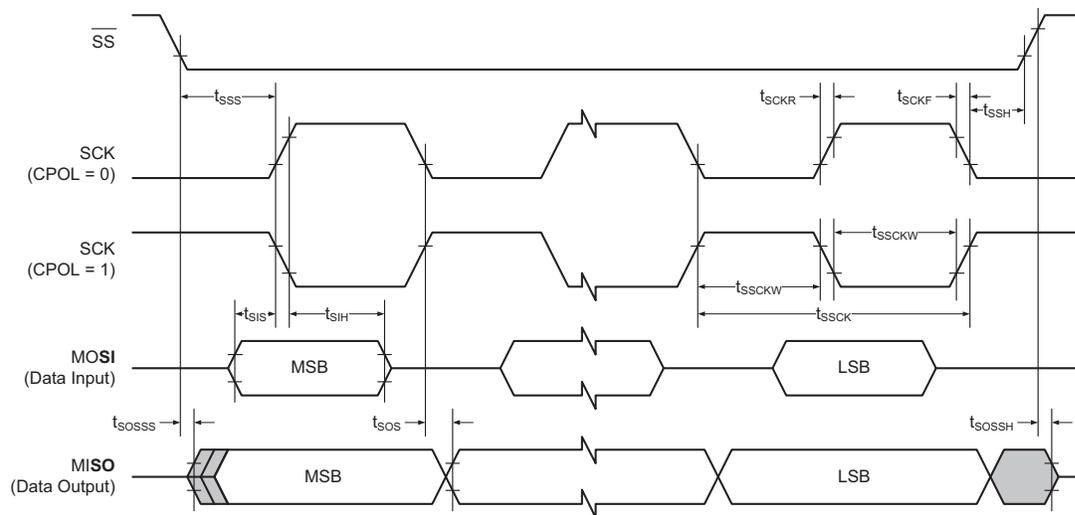 SS
tSSS
tSCKR
tSCKF
tSSH
SCK
(CPOL = 0)
SCK
(CPOL = 1)
tSSCKW
tSSCKW
tSSCK
tSIS
tSIH
MOSI
(Data Input)
MSB
LSB
tSOSSS
tSOS
tSOSSH
MISO
(Data Output)
MSB
LSB